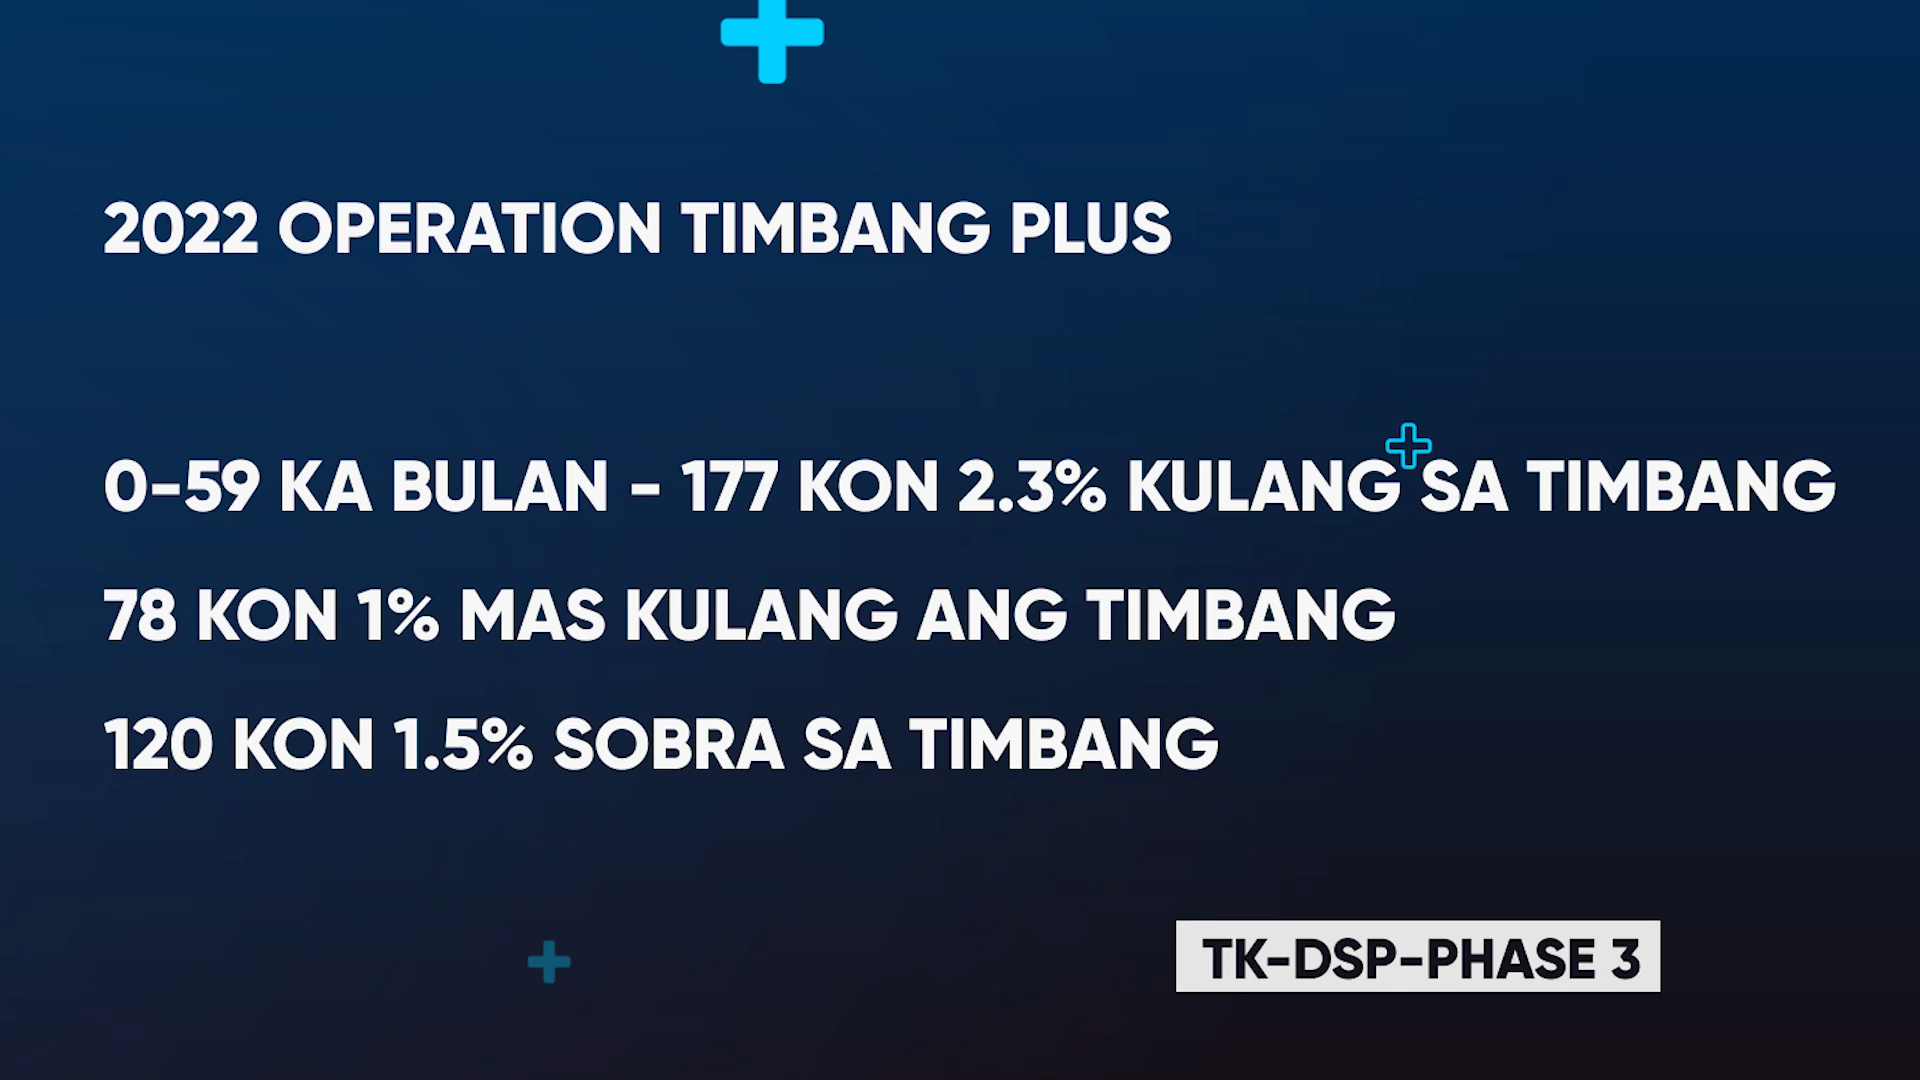 2022 OPERATION TIMBANG PLUS
0-59 KA BULAN - 177 KON 2.3% KULANG SA TIMBANG
78 KON 1% MAS KULANG ANG TIMBANG
120 KON 1.5% SOBRA SA TIMBANG
TK-DSP-PHASE 3